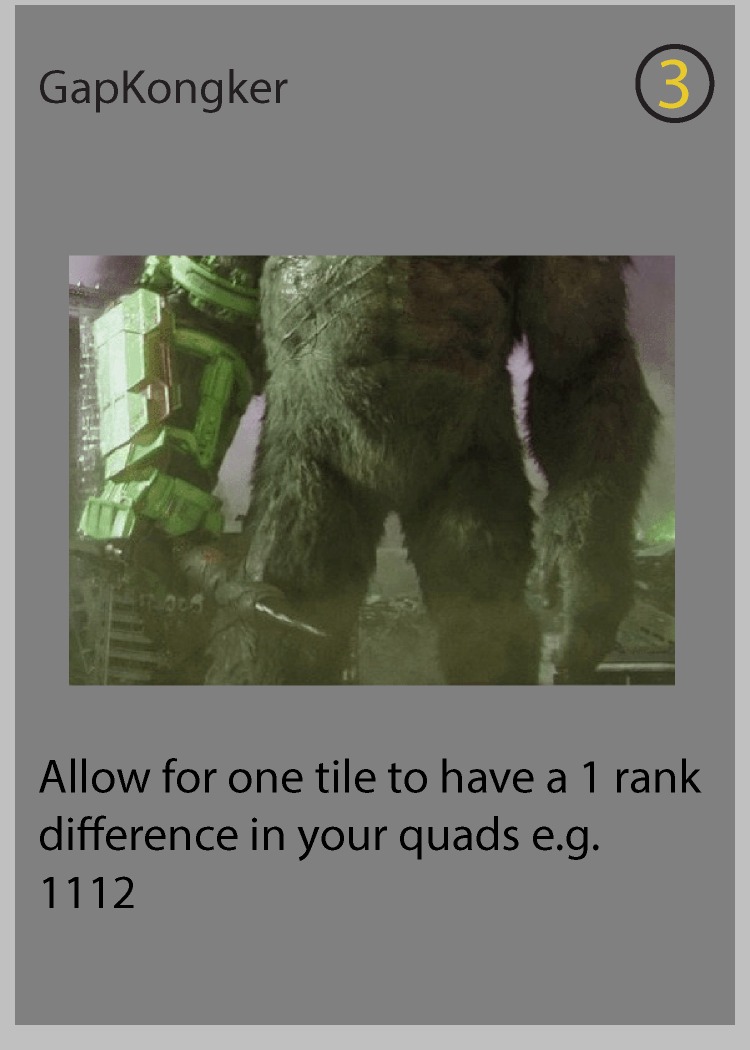 GapKongker
3
Allow for one tile to have a 1 rank
difference in your quads e.g.
1112